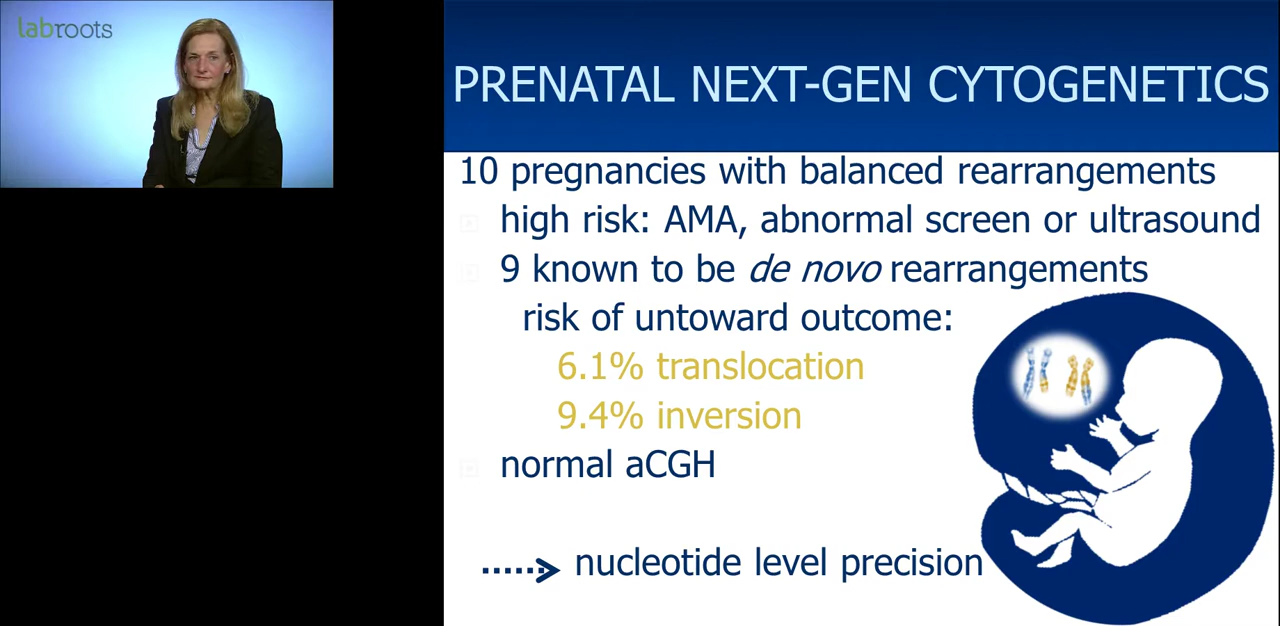 labroots
PRENATAL NEXT-GEN CYTOGENETICS
10 pregnancies with balanced rearrangements
high risk: AMA, abnormal screen or ultrasound
9 known to be de novo rearrangements
risk of untoward outcome:
6.1% translocation
9.4% inversion
normal aCGH
nucleotide level precision